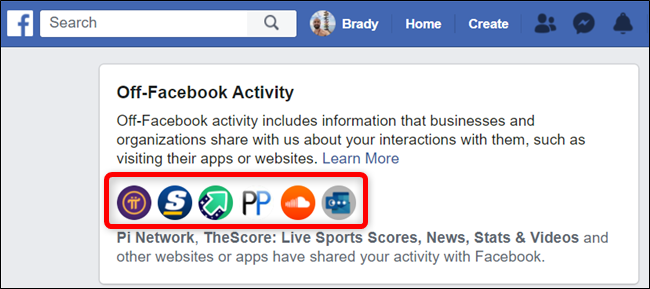 f Search Brady Home Create
Off-Facebook Activity
Off-Facebook activity includes information that businesses and
organizations share with us about your interactions with them, such as
visiting their apps or websites. Learn More
S PP
Pi Network, TheScore: Live Sports Scores, News, Stats & Videos and
other websites or apps have shared your activity with Facebook.